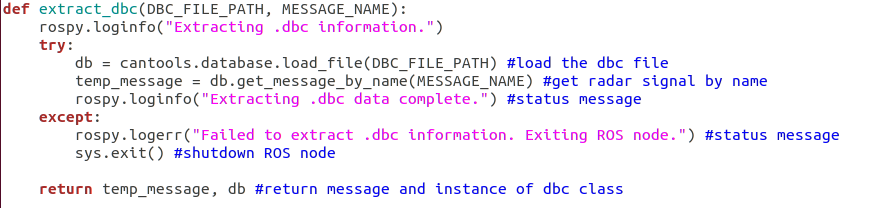 def extract_dbc(DBC_FILE_PATH, MESSAGE_NAME):
    rospy.loginfo("Extracting .dbc information.")
    try:
        db = cantools.database.load_file(DBC_FILE_PATH) #load the dbc file
        temp_message = db.get_message_by_name(MESSAGE_NAME) #get radar signal by name
        rospy.loginfo("Extracting .dbc data complete.") #status message
    except:
        rospy.logerr("Failed to extract .dbc information. Exiting ROS node.") #status message
        sys.exit() #shutdown ROS node

    return temp_message, db #return message and instance of dbc class